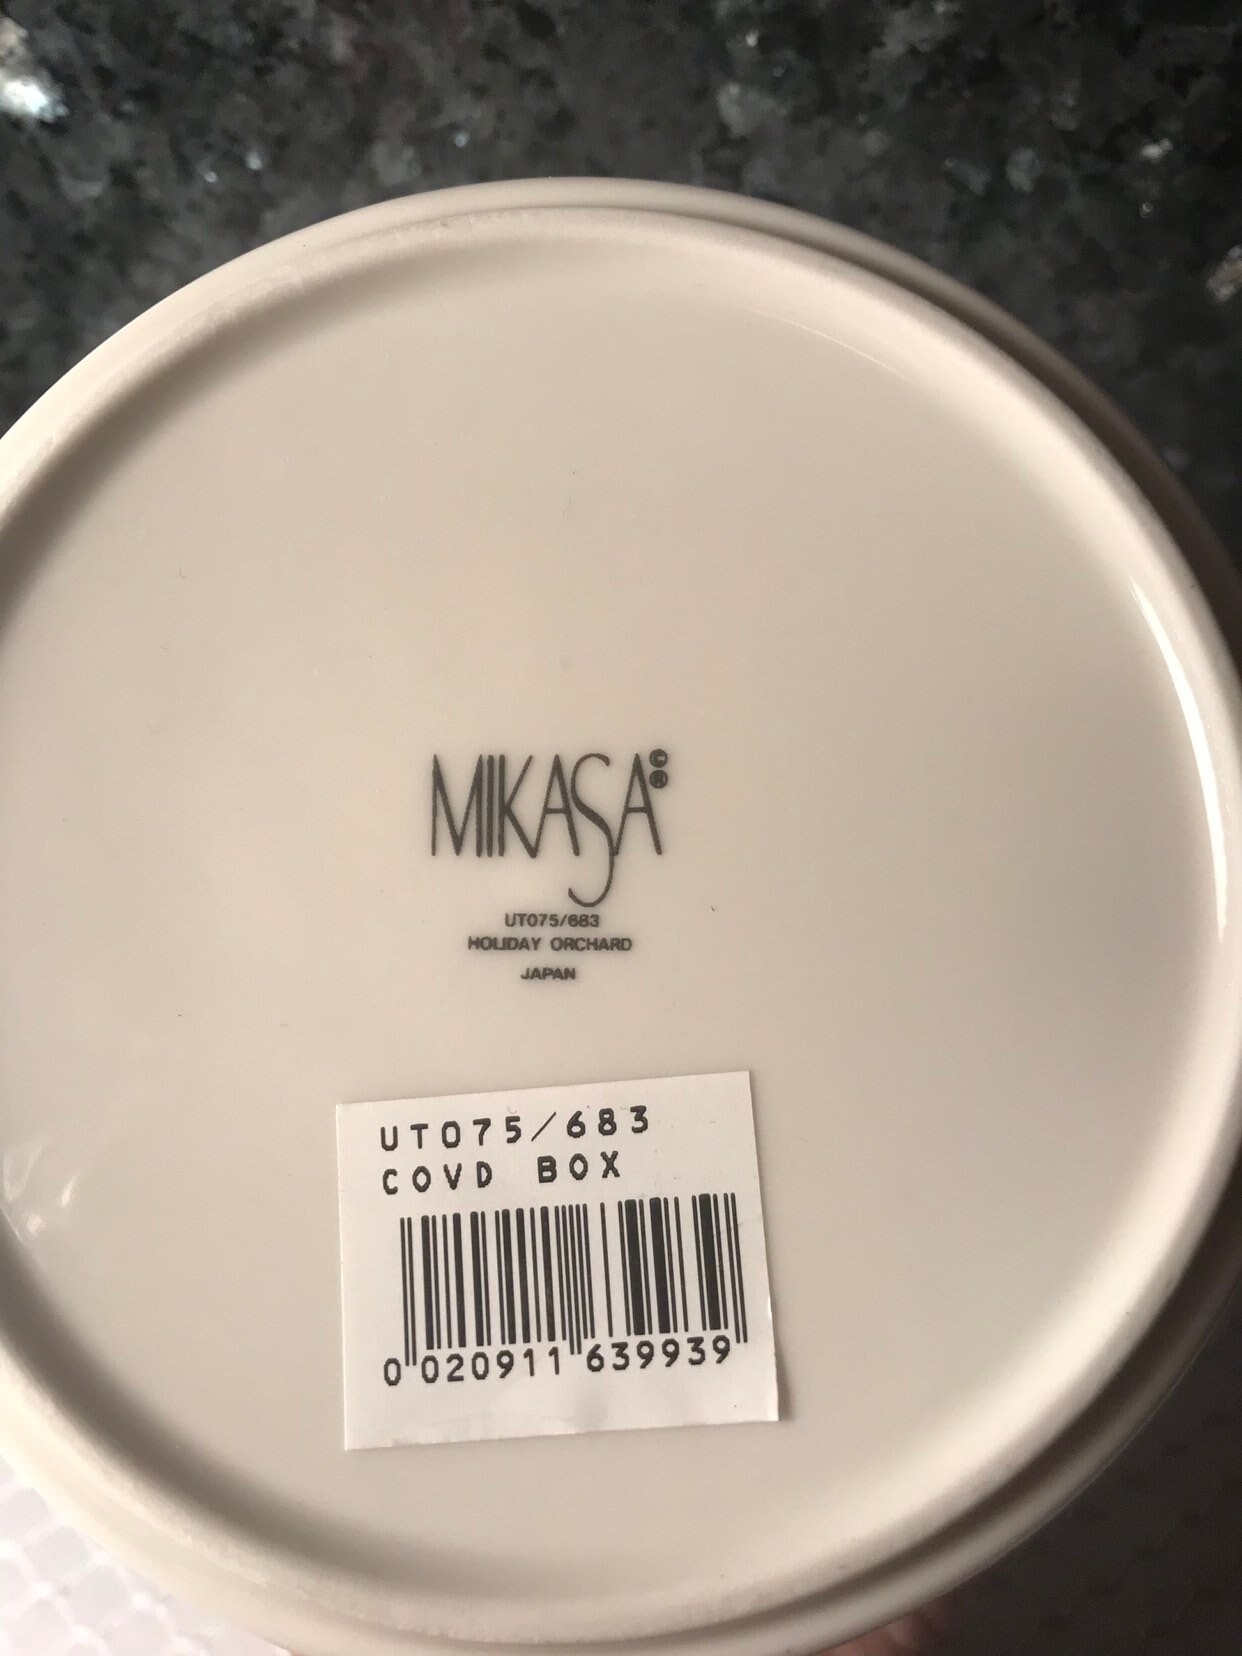 MIKASA©®
UT075/683
HOLIDAY ORCHARD
JAPAN
UT075/683
COVD BOX
0 020911 639939